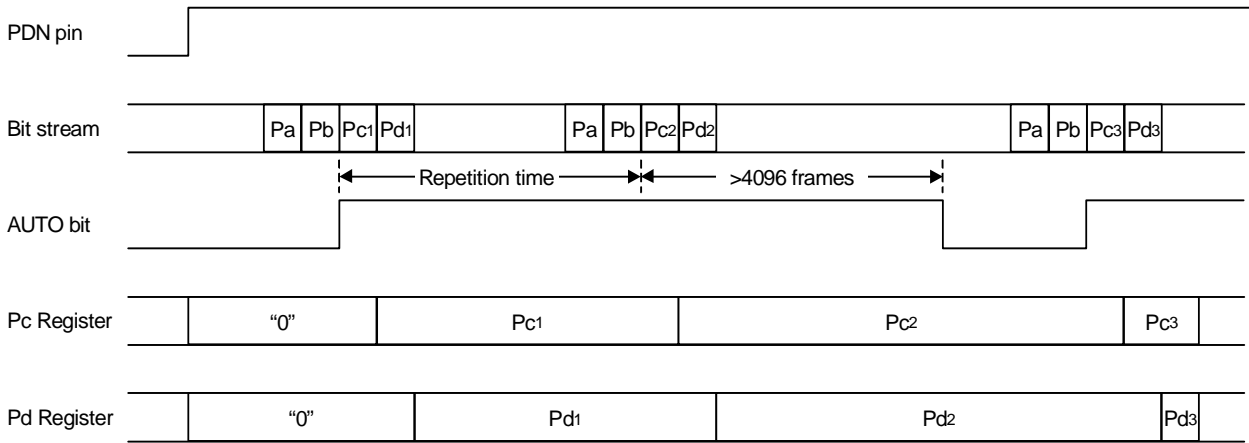 PDN pin
Bit stream Pa Pb Pc1 Pd1 Pa Pb Pc2 Pd2 Pa Pb Pc3 Pd3
Repetition time >4096 frames
AUTO bit
Pc Register “0” Pc1 Pc2 Pc3
Pd Register “0” Pd1 Pd2 Pd3